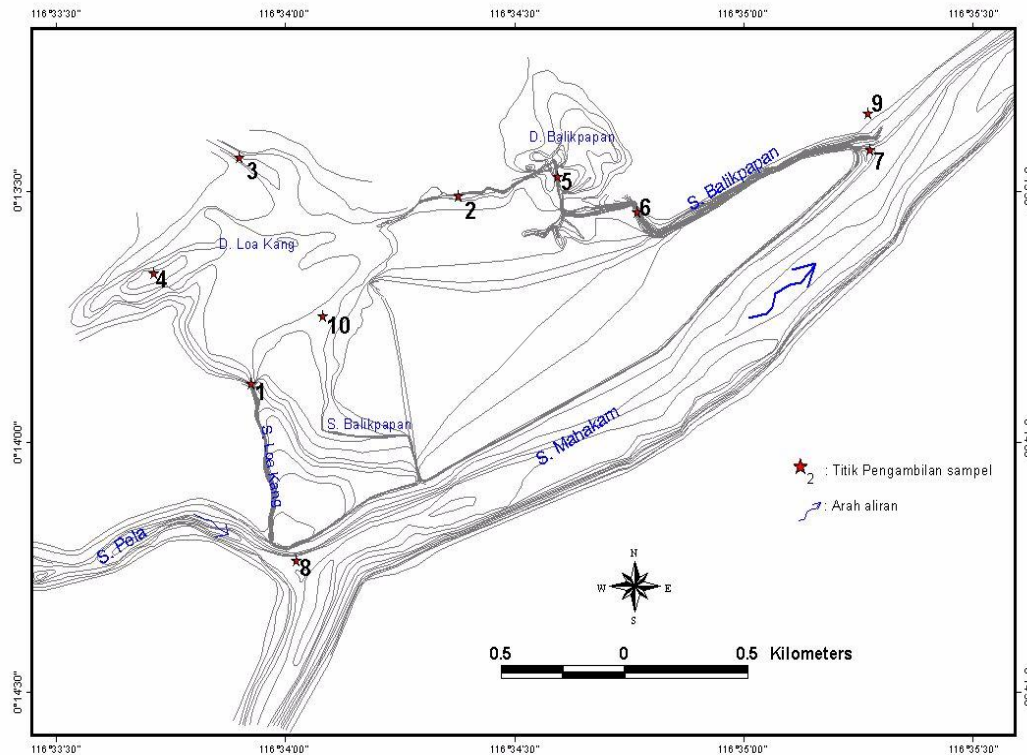 116°33'30"
116°34'00"
116°34'30"
116°35'00"
116°35'30"
9
D. Balikpapan
7
3
5
S. Balikpapan
0°13'30"
2
6
D. Loa Kang
4
10
1
S. Balikpapan
S. Mahakam
S. Loa Kang
0°14'00"
2 : Titik Pengambilan sampel
: Arah aliran
S. Pela
8
N
W E
S
0.5 0 0.5 Kilometers
0°14'30"
116°33'30"
116°34'00"
116°34'30"
116°35'00"
116°35'30"